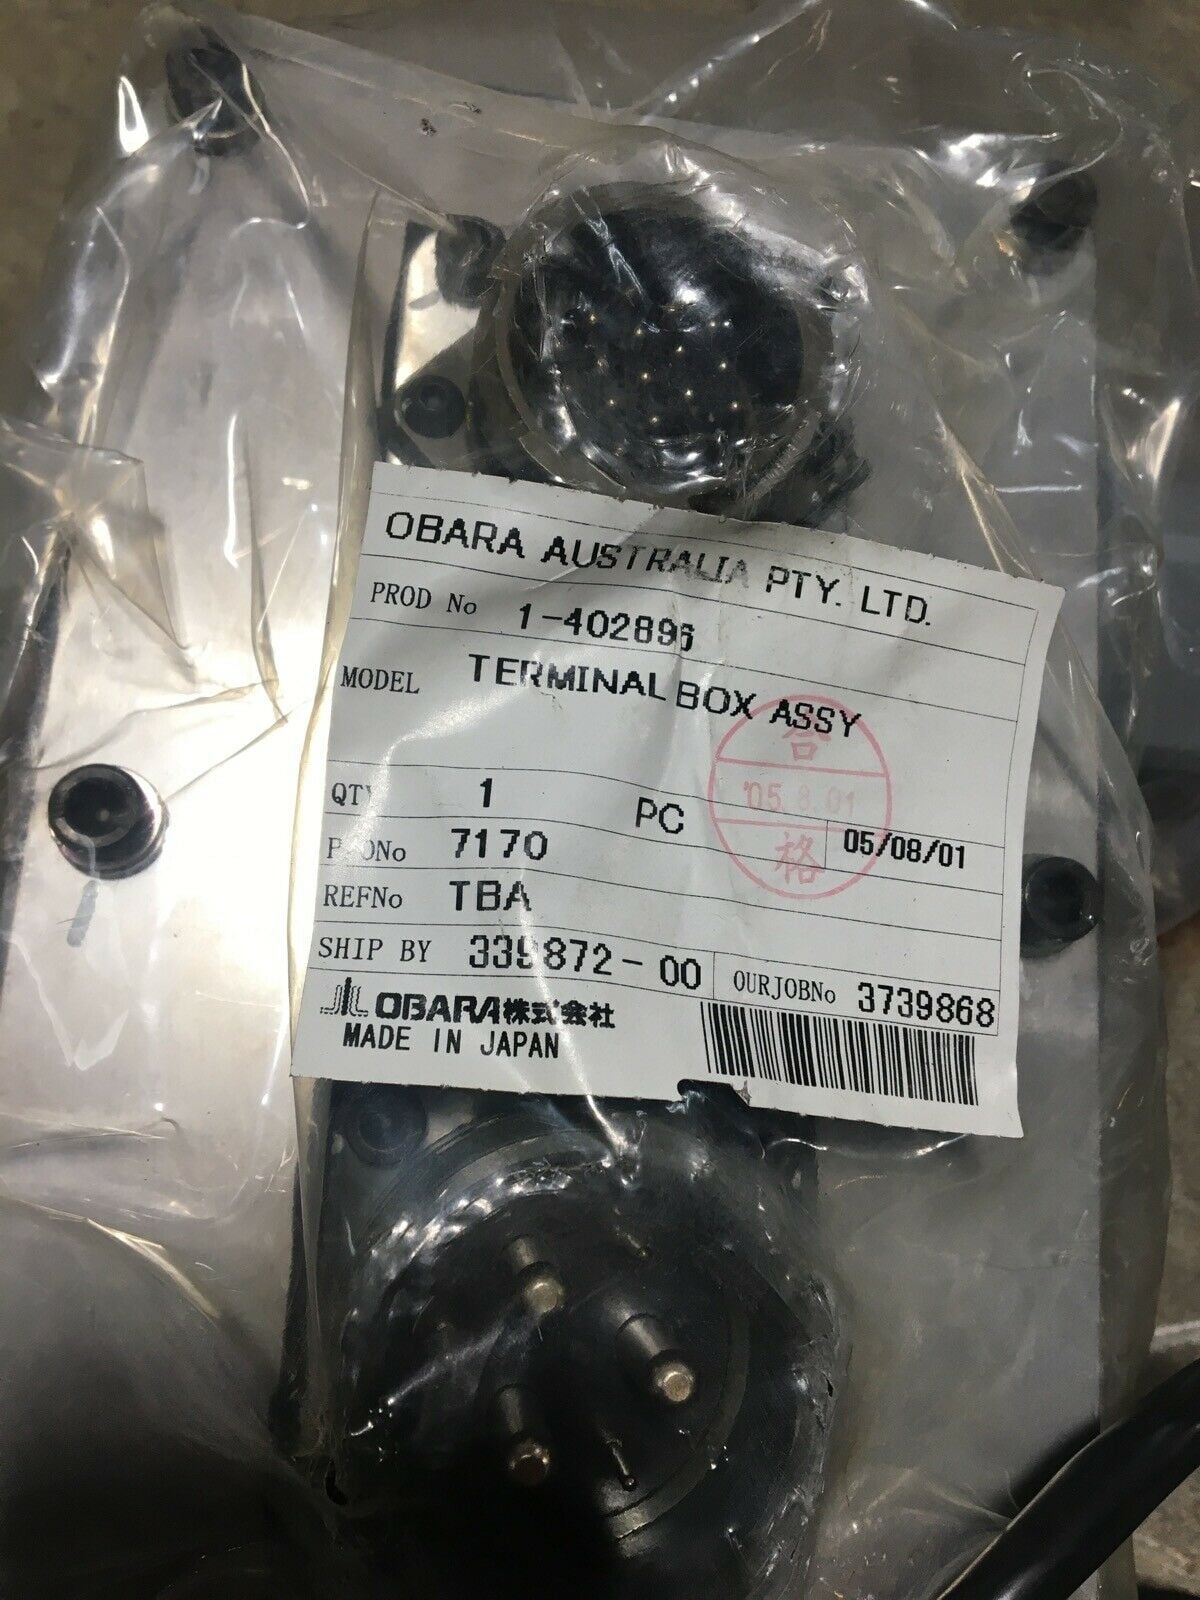 OBARA AUSTRALIA PTY. LTD.
PROD No 1-402896
MODEL TERMINAL BOX ASSY
合
'05.8.01
格
QTY 1 PC 05/08/01
7170
REFNo TBA
SHIP BY 339872-00 OURJOBNo 3739868
OBARA株式会社
MADE IN JAPAN